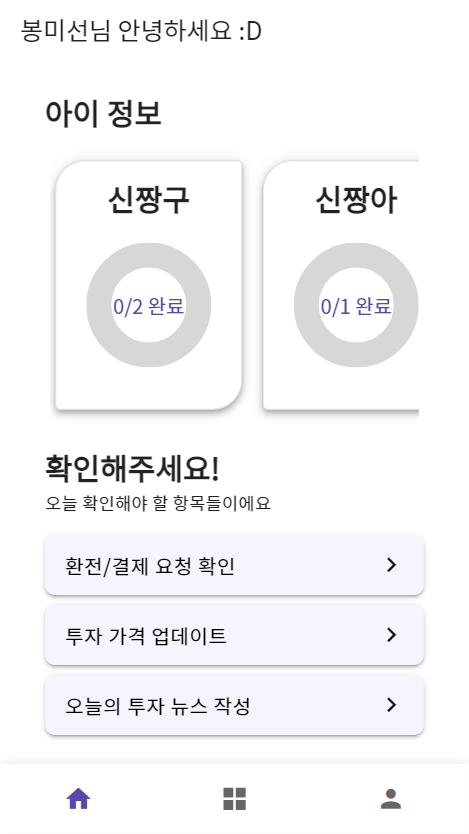 봉미선님 안녕하세요 :D
아이 정보
신짱구
신짱아
0/2 완료
0/1 완료
확인해주세요!
오늘 확인해야 할 항목들이에요
환전/결제 요청 확인
투자 가격 업데이트
오늘의 투자 뉴스 작성